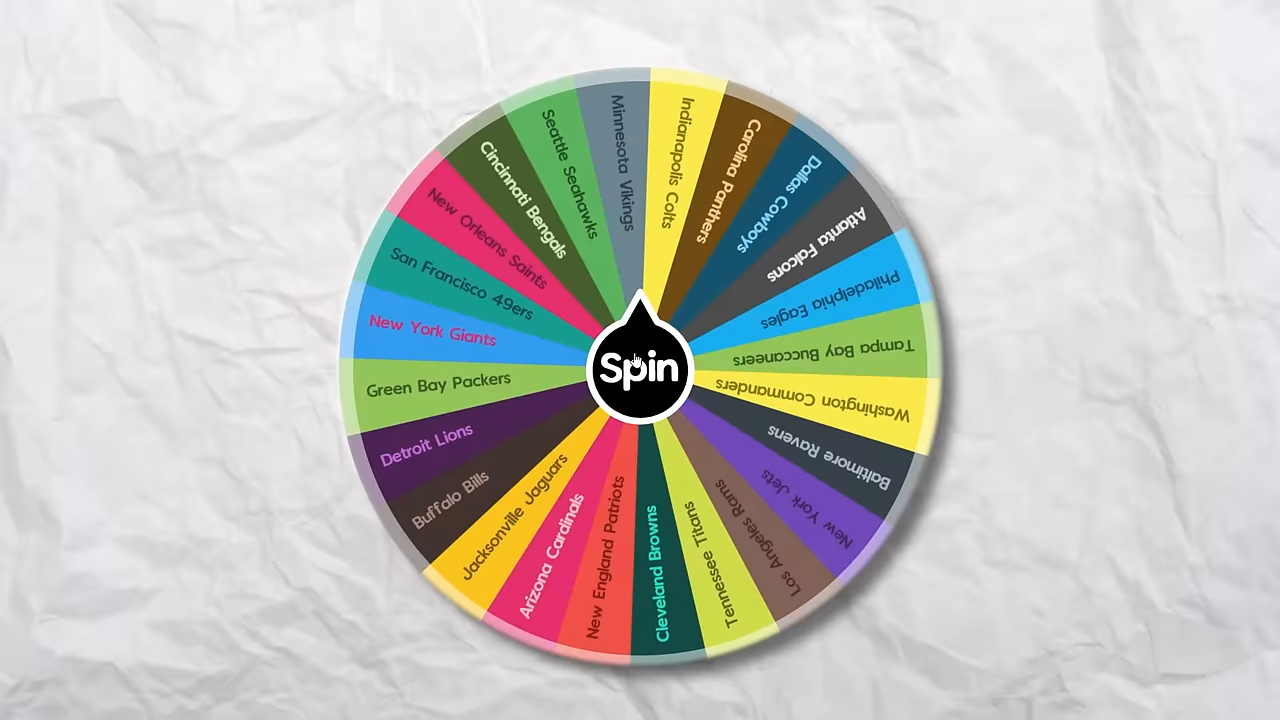 Minnesota Vikings
Indianapolis Colts
Carolina Panthers
Dallas Cowboys
Atlanta Falcons
Philadelphia Eagles
Tampa Bay Buccaneers
Washington Commanders
Baltimore Ravens
New York Jets
Los Angeles Rams
Tennessee Titans
Cleveland Browns
New England Patriots
Arizona Cardinals
Jacksonville Jaguars
Buffalo Bills
Detroit Lions
Green Bay Packers
New York Giants
San Francisco 49ers
New Orleans Saints
Cincinnati Bengals
Seattle Seahawks
Spin